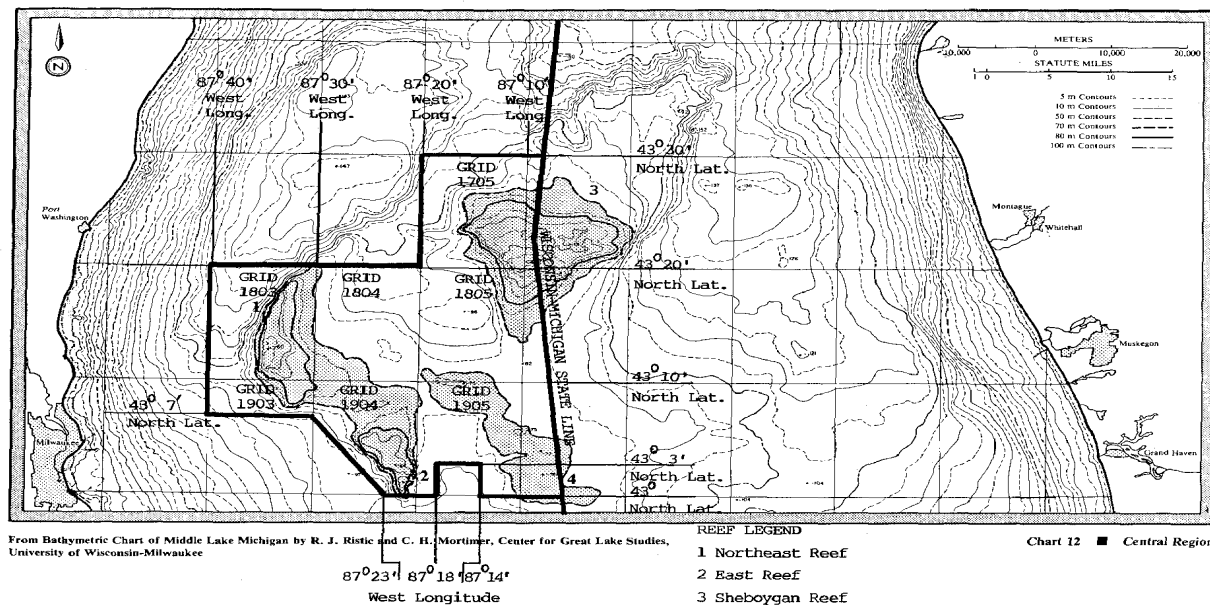 N
87° 40'
West
Long.
87° 30'
West
Long.
87° 20'
West
Long.
87° 10'
West
Long.
METERS
10,000 0 10,000 20,000
STATUTE MILES
1 0 5 10 15
5 m Contours
10 m Contours
50 m Contours
70 m Contours
80 m Contours
100 m Contours
GRID
1705
3
43° 30'
North Lat.
Port
Washington
Montague
Whitehall
WISCONSIN-MICHIGAN STATE LINE
GRID
1803
1
GRID
1804
GRID
1805
43° 20'
North Lat.
Muskegon
GRID
1903
GRID
1904
GRID
1905
43° 10'
North Lat.
43° 7'
North Lat.
Milwaukee
2
4
43° 3'
North Lat.
43°
North Lat.
Grand Haven
From Bathymetric Chart of Middle Lake Michigan by R. J. Ristic and C. H. Mortimer, Center for Great Lake Studies,
University of Wisconsin-Milwaukee
87° 23' 87° 18' 87° 14'
West Longitude
REEF LEGEND
1 Northeast Reef
2 East Reef
3 Sheboygan Reef
Chart 12 ■ Central Region